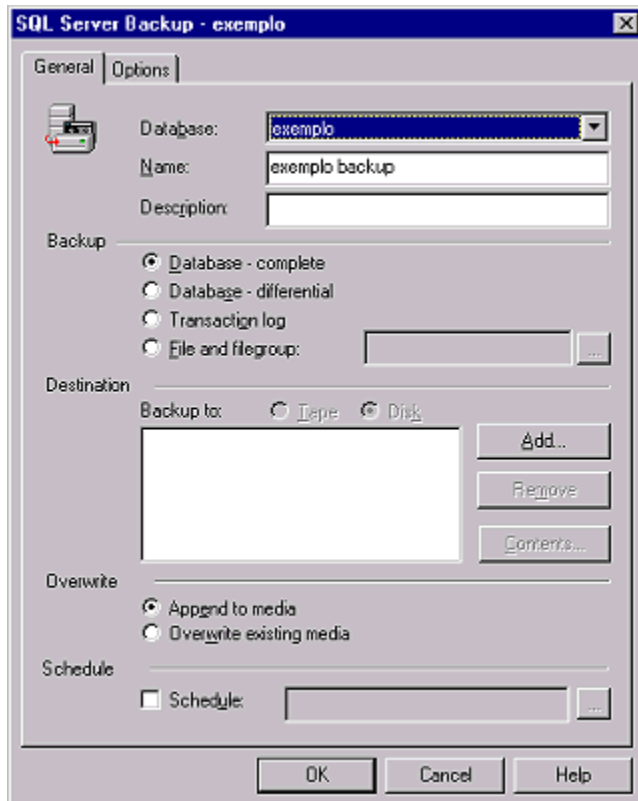 SQL Server Backup - exemplo
General Options
Database: exemplo
Name: exemplo backup
Description:
Backup
Database - complete
Database - differential
Transaction log
File and filegroup: ...
Destination
Backup to: Tape Disk
Add...
Remove
Contents...
Overwrite
Append to media
Overwrite existing media
Schedule
Schedule: ...
OK Cancel Help